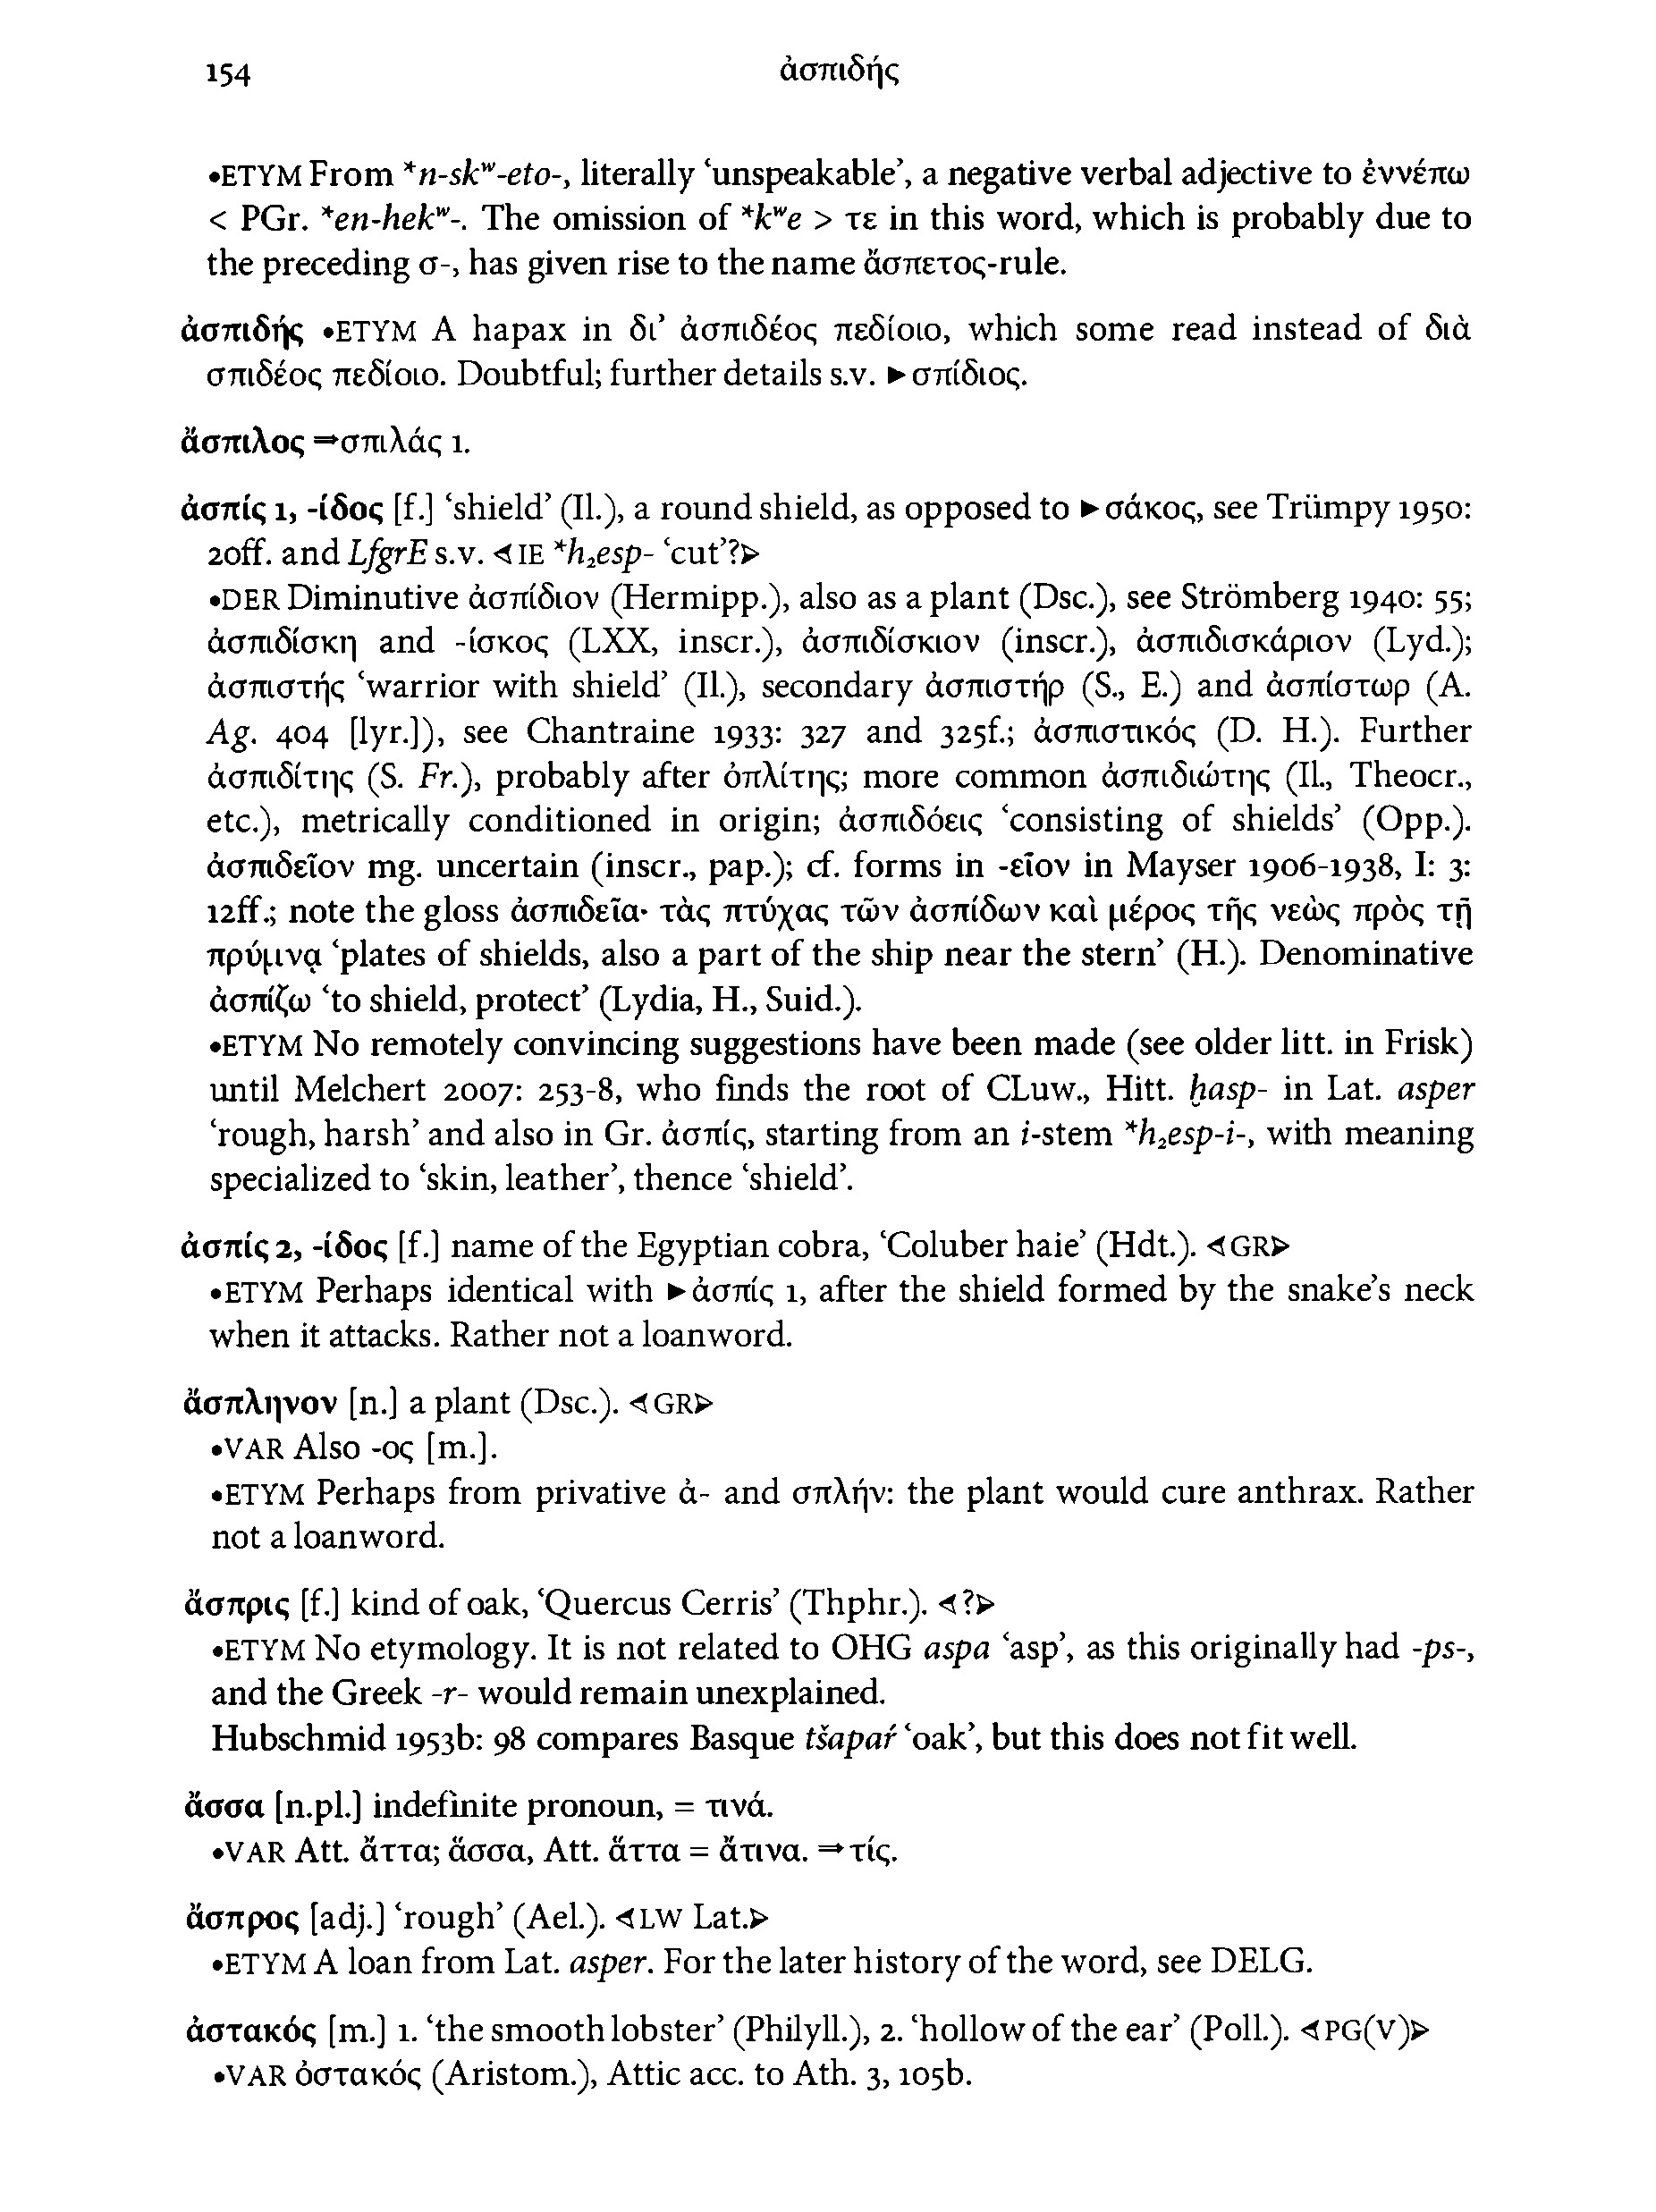 154 ἀσπιδής
•ETYM From *n-skʷ-eto-, literally ‘unspeakable’, a negative verbal adjective to ἐννέπω
< PGr. *en-hekʷ-. The omission of *kʷe > τε in this word, which is probably due to
the preceding σ-, has given rise to the name ἄσπετος-rule.
ἀσπιδής •ETYM A hapax in δι’ ἀσπιδέος πεδίοιο, which some read instead of διὰ
σπιδέος πεδίοιο. Doubtful; further details s.v. ►σπίδιος.
ἄσπιλος ⇒σπιλάς 1.
ἀσπίς 1, -ίδος [f.] ‘shield’ (Il.), a round shield, as opposed to ►σάκος, see Trümpy 1950:
20ff. and LfgrE s.v. ⊲IE *h₂esp- ‘cut’?⊳
•DER Diminutive ἀσπίδιον (Hermipp.), also as a plant (Dsc.), see Strömberg 1940: 55;
ἀσπιδίσκη and -ίσκος (LXX, inscr.), ἀσπιδίσκιον (inscr.), ἀσπιδισκάριον (Lyd.);
ἀσπιστής ‘warrior with shield’ (Il.), secondary ἀσπιστήρ (S., E.) and ἀσπίστωρ (A.
Ag. 404 [lyr.]), see Chantraine 1933: 327 and 325f.; ἀσπιστικός (D. H.). Further
ἀσπιδίτης (S. Fr.), probably after ὁπλίτης; more common ἀσπιδιώτης (Il., Theocr.,
etc.), metrically conditioned in origin; ἀσπιδόεις ‘consisting of shields’ (Opp.).
ἀσπιδεῖον mg. uncertain (inscr., pap.); cf. forms in -εῖον in Mayser 1906-1938, I: 3:
12ff.; note the gloss ἀσπιδεῖα· τὰς πτύχας τῶν ἀσπίδων καὶ μέρος τῆς νεὼς πρὸς τῇ
πρύμνᾳ ‘plates of shields, also a part of the ship near the stern’ (H.). Denominative
ἀσπίζω ‘to shield, protect’ (Lydia, H., Suid.).
•ETYM No remotely convincing suggestions have been made (see older litt. in Frisk)
until Melchert 2007: 253-8, who finds the root of CLuw., Hitt. ḫasp- in Lat. asper
‘rough, harsh’ and also in Gr. ἀσπίς, starting from an i-stem *h₂esp-i-, with meaning
specialized to ‘skin, leather’, thence ‘shield’.
ἀσπίς 2, -ίδος [f.] name of the Egyptian cobra, ‘Coluber haie’ (Hdt.). ⊲GR⊳
•ETYM Perhaps identical with ►ἀσπίς 1, after the shield formed by the snake’s neck
when it attacks. Rather not a loanword.
ἄσπληνον [n.] a plant (Dsc.). ⊲GR⊳
•VAR Also -ος [m.].
•ETYM Perhaps from privative ἀ- and σπλήν: the plant would cure anthrax. Rather
not a loanword.
ἄσπρις [f.] kind of oak, ‘Quercus Cerris’ (Thphr.). ⊲?⊳
•ETYM No etymology. It is not related to OHG aspa ‘asp’, as this originally had -ps-,
and the Greek -r- would remain unexplained.
Hubschmid 1953b: 98 compares Basque tšapaŕ ‘oak’, but this does not fit well.
ἄσσα [n.pl.] indefinite pronoun, = τινά.
•VAR Att. ἄττα; ἅσσα, Att. ἅττα = ἅτινα. ⇒τίς.
ἄσπρος [adj.] ‘rough’ (Ael.). ⊲LW Lat.⊳
•ETYM A loan from Lat. asper. For the later history of the word, see DELG.
ἀστακός [m.] 1. ‘the smooth lobster’ (Philyll.), 2. ‘hollow of the ear’ (Poll.). ⊲PG(V)⊳
•VAR ὀστακός (Aristom.), Attic acc. to Ath. 3, 105b.